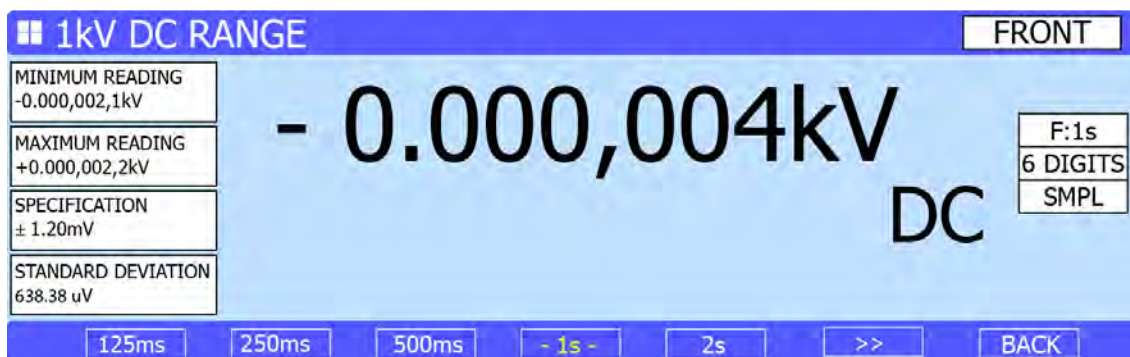 1kV DC RANGE
FRONT
MINIMUM READING
-0.000,002,1kV
MAXIMUM READING
+0.000,002,2kV
SPECIFICATION
± 1.20mV
STANDARD DEVIATION
638.38 uV
- 0.000,004kV
DC
F:1s
6 DIGITS
SMPL
125ms 250ms 500ms - 1s - 2s >> BACK